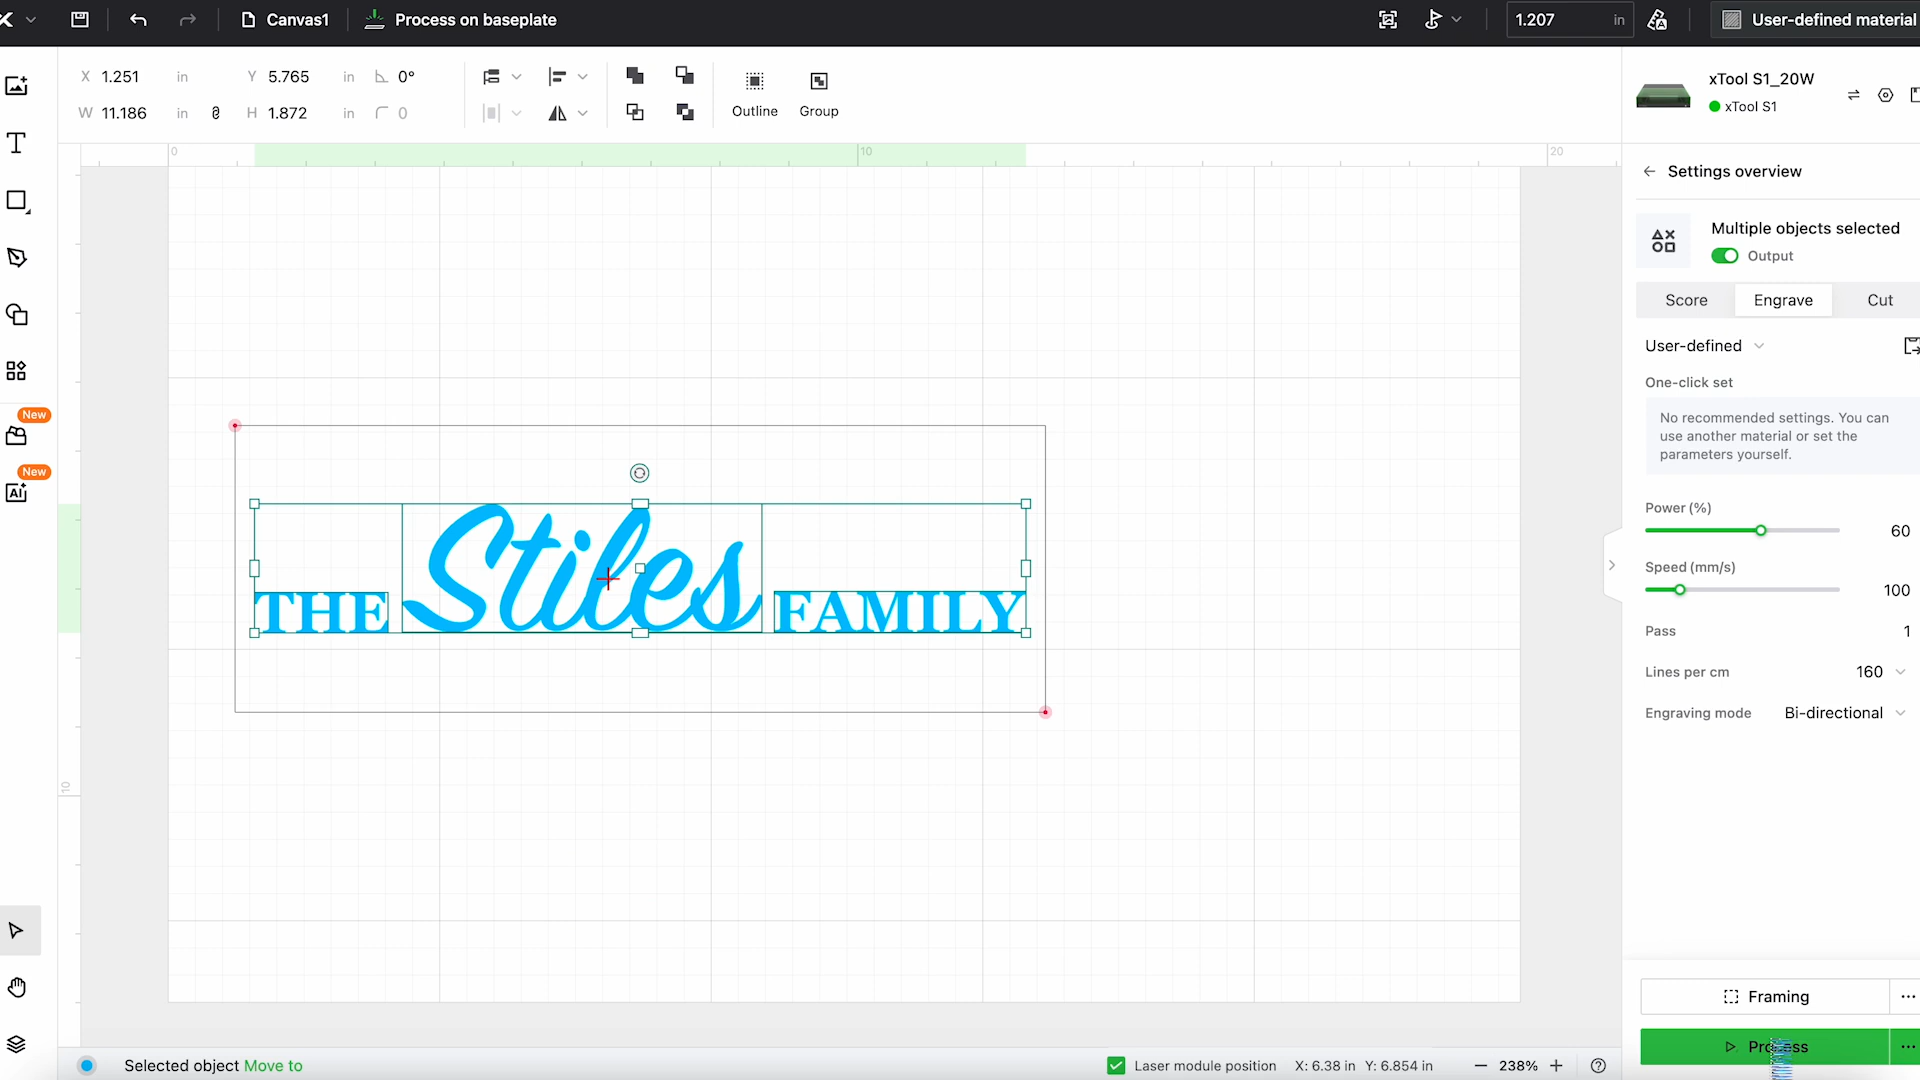 Canvas1
Process on baseplate
1.207 in
User-defined material
X 1.251 in Y 5.765 in 0°
W 11.186 in H 1.872 in 0
Outline
Group
xTool S1_20W
xTool S1
0 10 20
Settings overview
Multiple objects selected
Output
Score Engrave Cut
User-defined
One-click set
No recommended settings. You can
use another material or set the
parameters yourself.
New
New
AI
THE Stiles FAMILY
Power (%)
60
Speed (mm/s)
100
Pass 1
Lines per cm 160
Engraving mode Bi-directional
10
Framing
Process
Selected object Move to
Laser module position X: 6.38 in Y: 6.854 in
238%